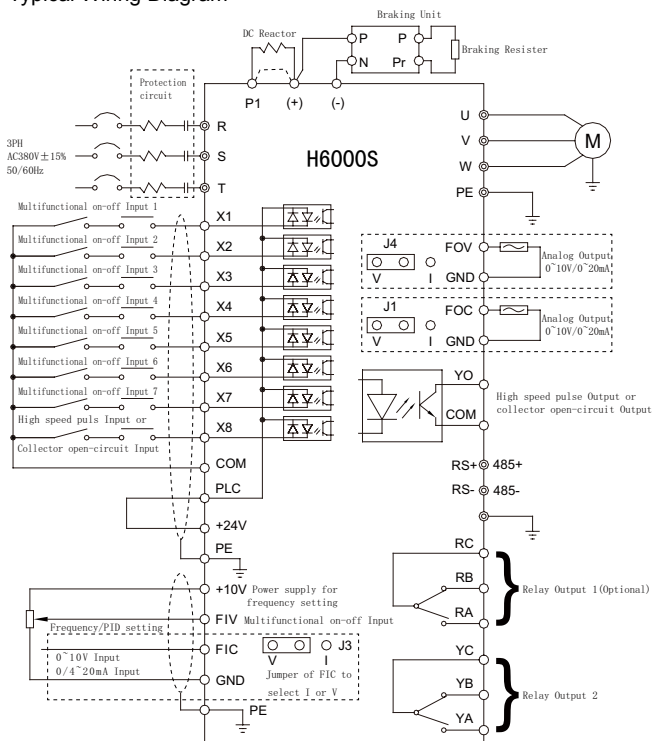 Typical Wiring Diagram
Braking Unit
DC Reactor
P P
N Pr
Braking Resister
Protection
circuit
P1 (+) (-)
3PH
AC380V±15%
50/60Hz
R
S
T
H6000S
U
V
W
PE
M
Multifunctional on-off Input 1
X1
Multifunctional on-off Input 2
X2
Multifunctional on-off Input 3
X3
Multifunctional on-off Input 4
X4
Multifunctional on-off Input 5
X5
Multifunctional on-off Input 6
X6
Multifunctional on-off Input 7
X7
High speed puls Input or
X8
Collector open-circuit Input
COM
PLC
+24V
PE
J4
V I
FOV
GND
Analog Output
0~10V/0~20mA
J1
V I
FOC
GND
Analog Output
0~10V/0~20mA
YO
COM
High speed pulse Output or
collector open-circuit Output
RS+ 485+
RS- 485-
+10V Power supply for
frequency setting
Frequency/PID setting
FIV Multifunctional on-off Input
FIC
0~10V Input
0/4~20mA Input
J3
V I
Jumper of FIC to
select I or V
GND
PE
RC
RB
RA
Relay Output 1(Optional)
YC
YB
YA
Relay Output 2